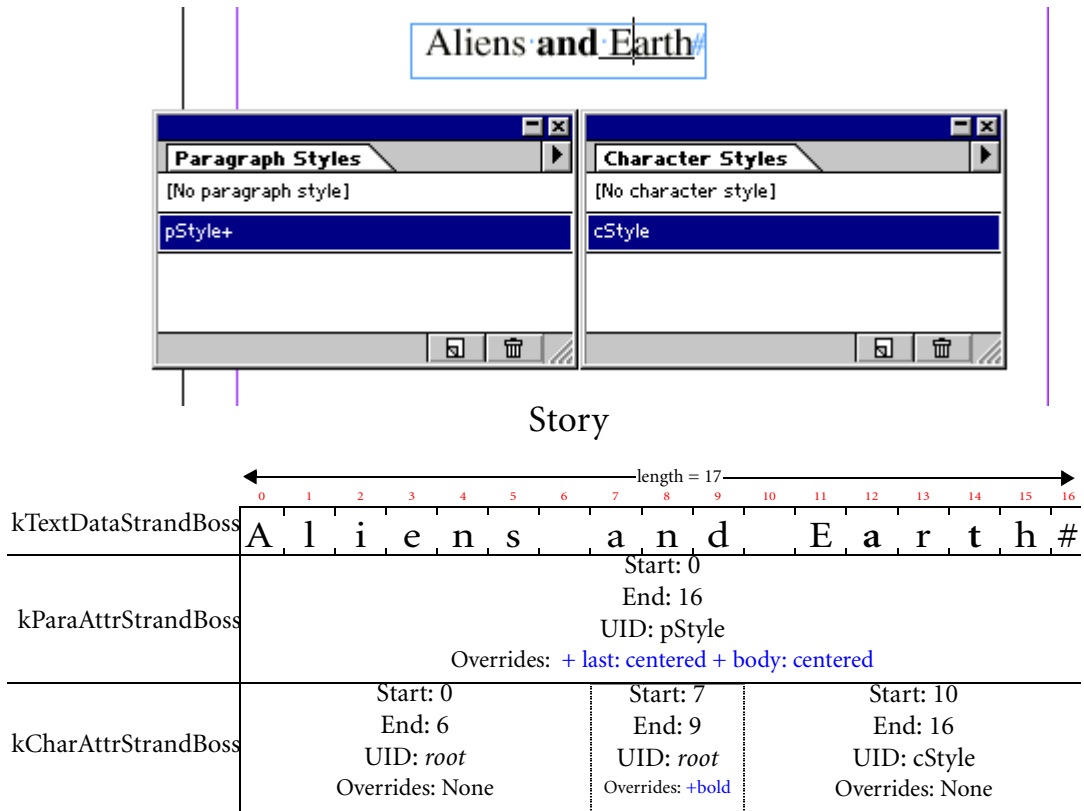 Aliens and Earth#
Paragraph Styles
Character Styles
[No paragraph style]
[No character style]
pStyle+
cStyle
Story
length = 17
0 1 2 3 4 5 6 7 8 9 10 11 12 13 14 15 16
kTextDataStrandBoss A l i e n s a n d E a r t h #
kParaAttrStrandBoss
Start: 0
End: 16
UID: pStyle
Overrides: + last: centered + body: centered
kCharAttrStrandBoss
Start: 0
End: 6
UID: root
Overrides: None
Start: 7
End: 9
UID: root
Overrides: +bold
Start: 10
End: 16
UID: cStyle
Overrides: None